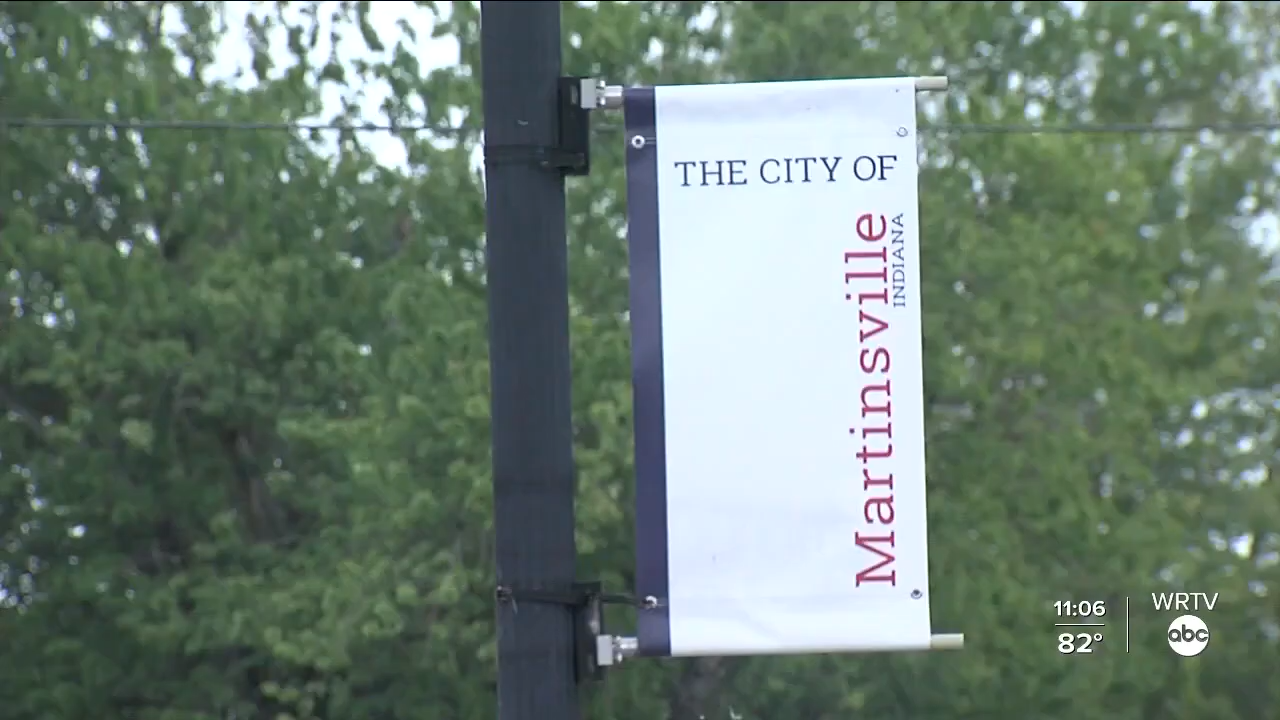 THE CITY OF
Martinsville
INDIANA
11:06
82°
WRTV
abc